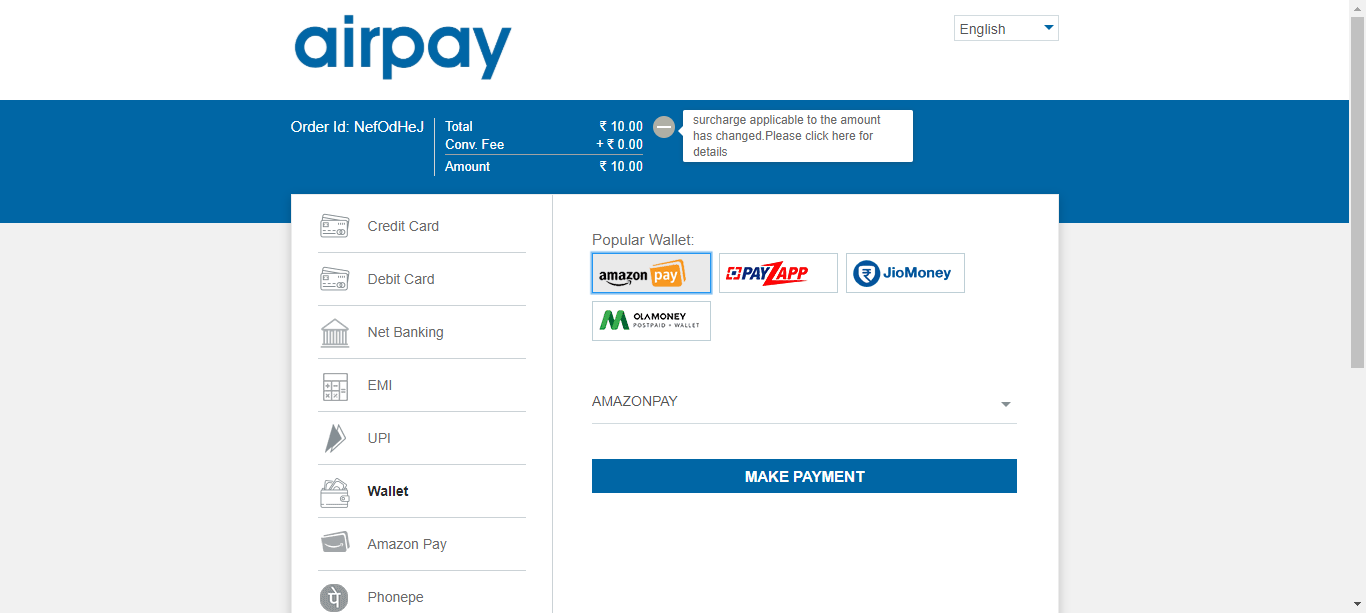 airpay
English
Order Id: NefOdHeJ
Total ₹ 10.00
Conv. Fee + ₹ 0.00
Amount ₹ 10.00
surcharge applicable to the amount
has changed.Please click here for
details
Credit Card
Debit Card
Net Banking
EMI
UPI
Wallet
Amazon Pay
Phonepe
Popular Wallet:
amazon pay
PAYZAPP
JioMoney
OLAMONEY
POSTPAID + WALLET
AMAZONPAY
MAKE PAYMENT